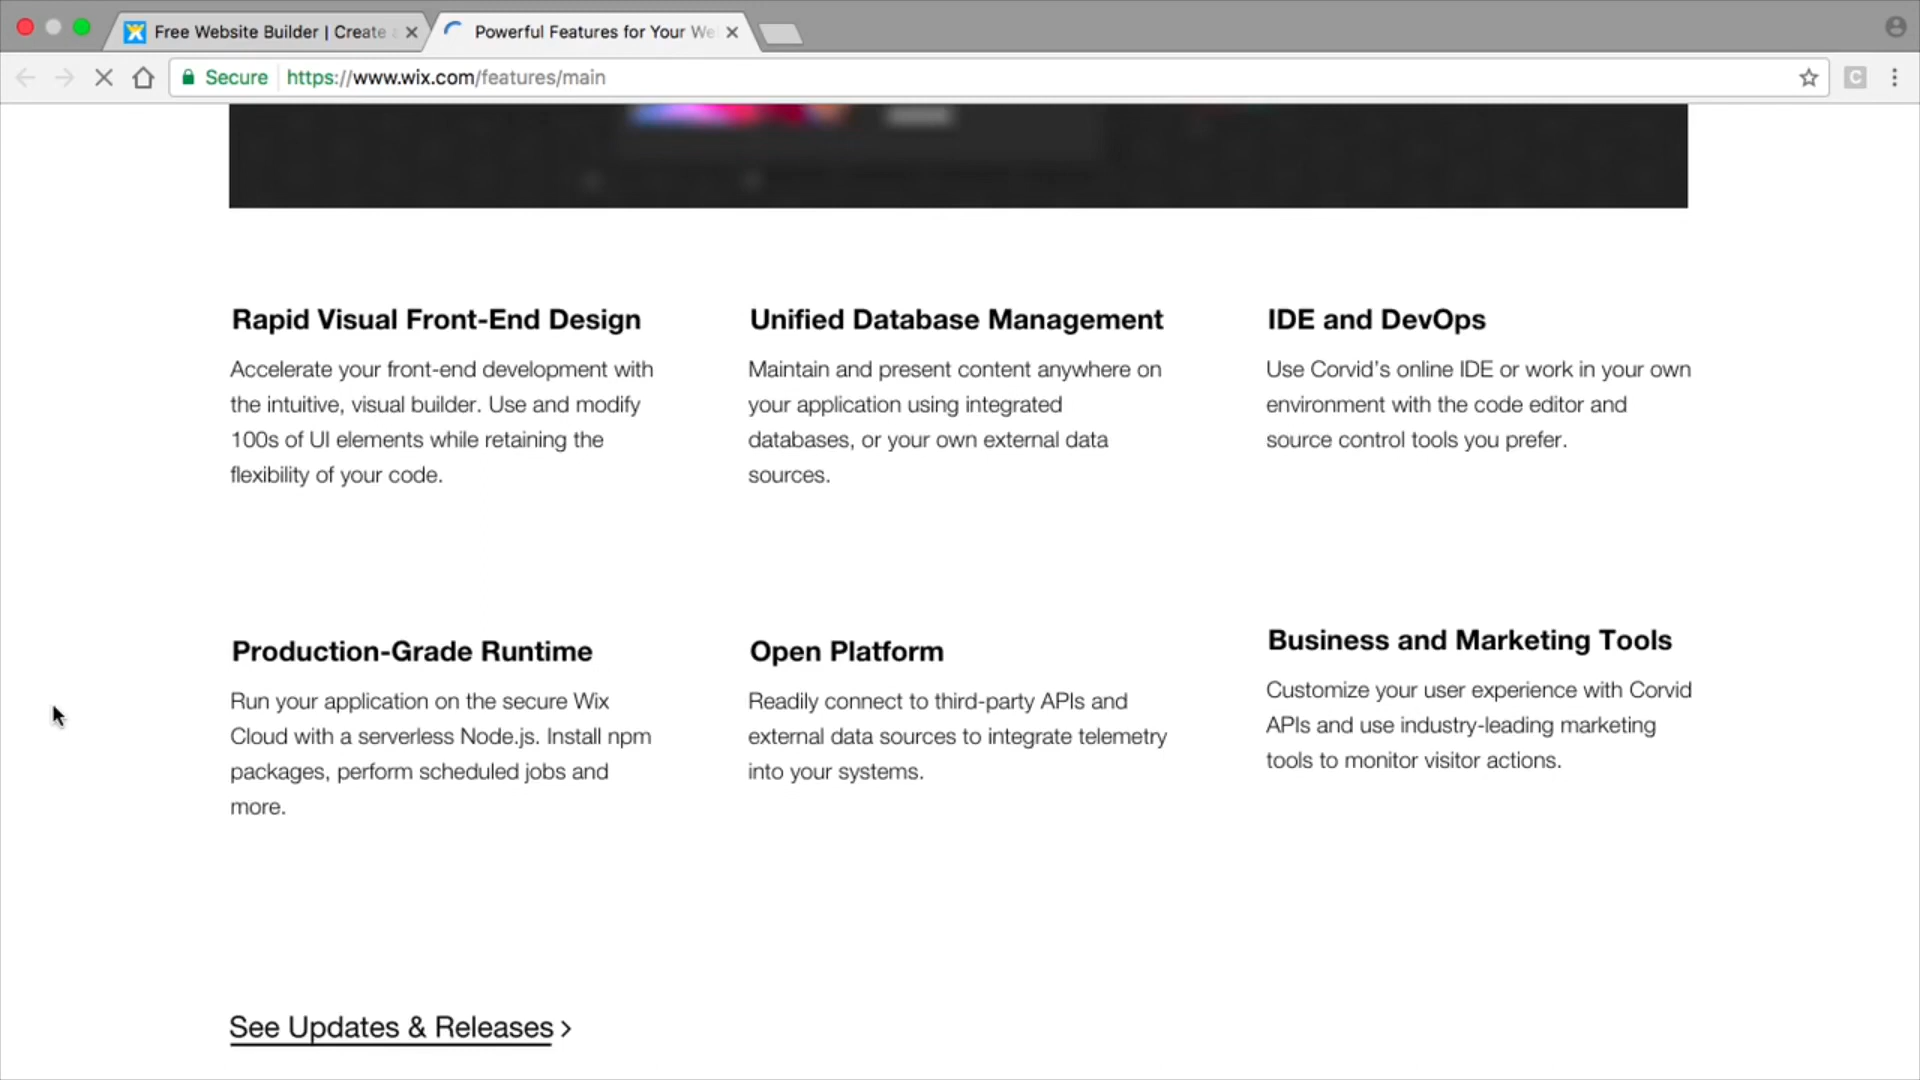 Free Website Builder | Create a
Powerful Features for Your We
Secure
https://www.wix.com/features/main
C
Rapid Visual Front-End Design
Accelerate your front-end development with
the intuitive, visual builder. Use and modify
100s of UI elements while retaining the
flexibility of your code.
Unified Database Management
Maintain and present content anywhere on
your application using integrated
databases, or your own external data
sources.
IDE and DevOps
Use Corvid's online IDE or work in your own
environment with the code editor and
source control tools you prefer.
Production-Grade Runtime
Run your application on the secure Wix
Cloud with a serverless Node.js. Install npm
packages, perform scheduled jobs and
more.
Open Platform
Readily connect to third-party APIs and
external data sources to integrate telemetry
into your systems.
Business and Marketing Tools
Customize your user experience with Corvid
APIs and use industry-leading marketing
tools to monitor visitor actions.
See Updates & Releases >